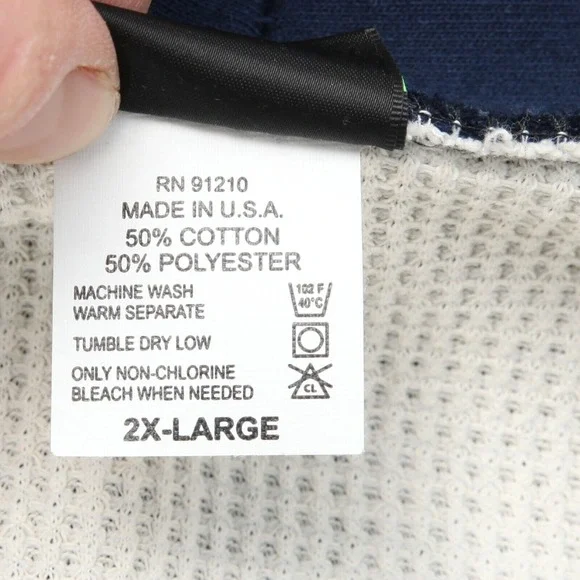 RN 91210
MADE IN U.S.A.
50% COTTON
50% POLYESTER
MACHINE WASH
WARM SEPARATE
102 F
40°C
TUMBLE DRY LOW
ONLY NON-CHLORINE
BLEACH WHEN NEEDED
CL
2X-LARGE